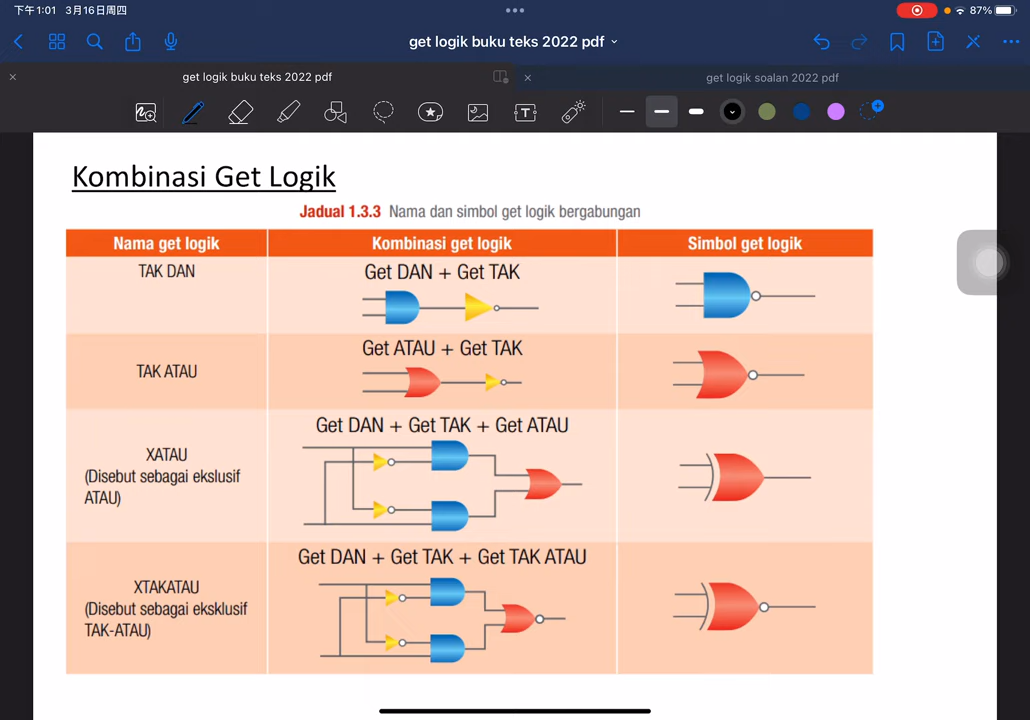 下午1:01 3月16日周四
87%
get logik buku teks 2022 pdf
get logik buku teks 2022 pdf
get logik soalan 2022 pdf
Kombinasi Get Logik
Jadual 1.3.3 Nama dan simbol get logik bergabungan
Nama get logik
Kombinasi get logik
Simbol get logik
TAK DAN
Get DAN + Get TAK
TAK ATAU
Get ATAU + Get TAK
XATAU
(Disebut sebagai ekslusif
ATAU)
Get DAN + Get TAK + Get ATAU
XTAKATAU
(Disebut sebagai eksklusif
TAK-ATAU)
Get DAN + Get TAK + Get TAK ATAU